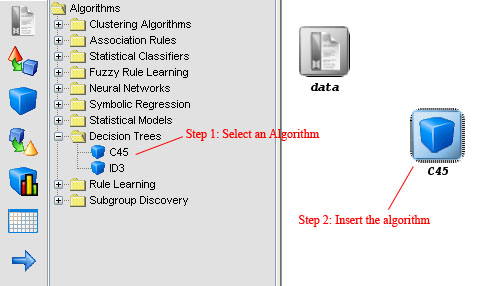 Algorithms
Clustering Algorithms
Association Rules
Statistical Classifiers
Fuzzy Rule Learning
Neural Networks
Symbolic Regression
Statistical Models
Decision Trees
C45
ID3
Rule Learning
Subgroup Discovery
Step 1: Select an Algorithm
data
C45
Step 2: Insert the algorithm